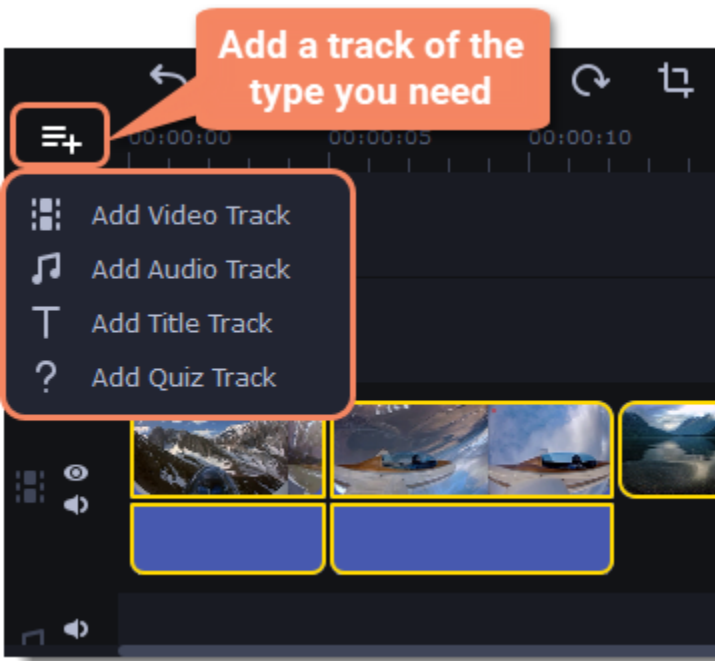 Add a track of the
type you need
00:00:00 00:00:05 00:00:10
Add Video Track
Add Audio Track
Add Title Track
Add Quiz Track